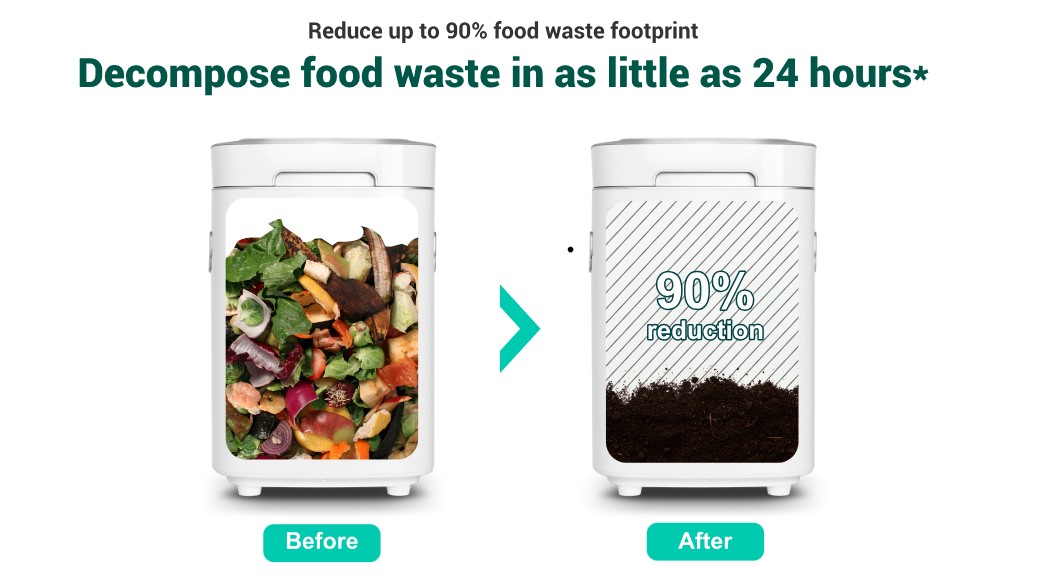 Reduce up to 90% food waste footprint
Decompose food waste in as little as 24 hours*
90%
reduction
Before
After